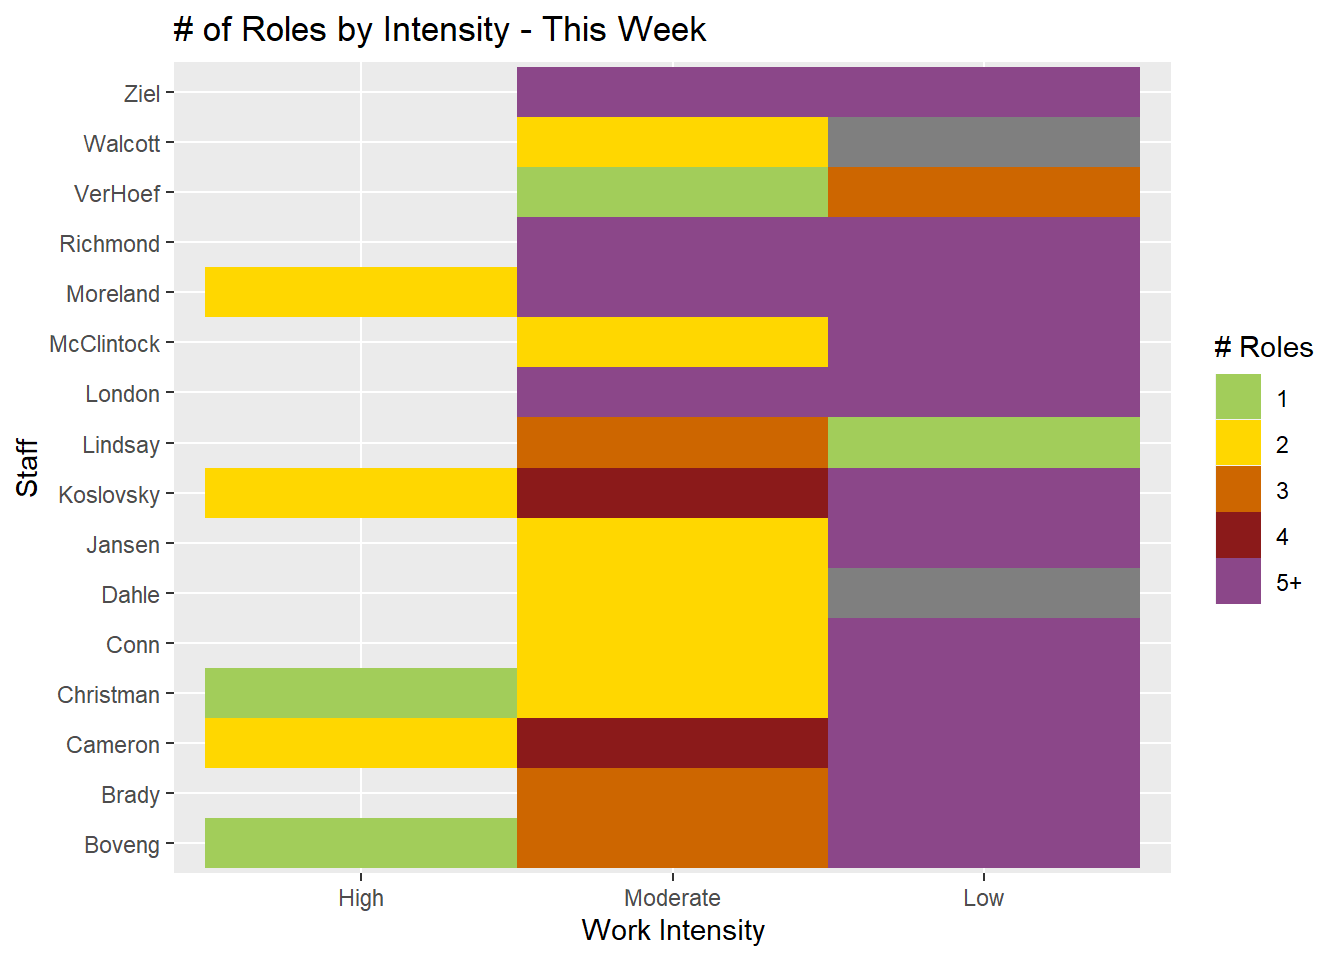 # of Roles by Intensity - This Week
Ziel
Walcott
VerHoef
Richmond
Moreland
McClintock
London
Lindsay
Koslovsky
Jansen
Dahle
Conn
Christman
Cameron
Brady
Boveng
Staff
High
Moderate
Low
Work Intensity
# Roles
1
2
3
4
5+